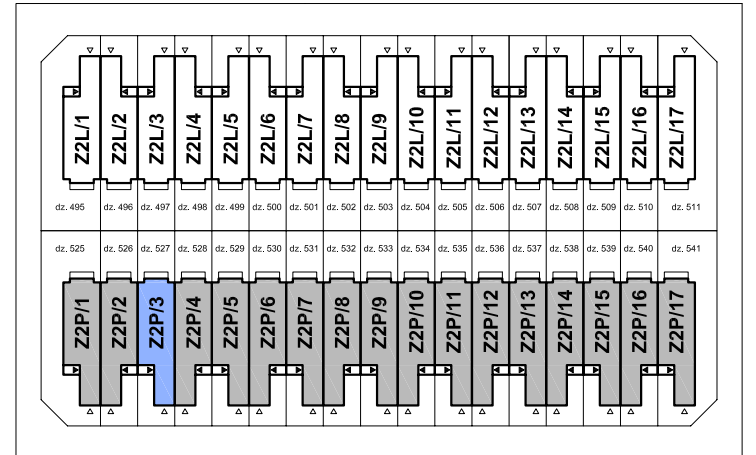 Z2L/1 Z2L/2 Z2L/3 Z2L/4 Z2L/5 Z2L/6 Z2L/7 Z2L/8 Z2L/9 Z2L/10 Z2L/11 Z2L/12 Z2L/13 Z2L/14 Z2L/15 Z2L/16 Z2L/17
dz. 495 dz. 496 dz. 497 dz. 498 dz. 499 dz. 500 dz. 501 dz. 502 dz. 503 dz. 504 dz. 505 dz. 506 dz. 507 dz. 508 dz. 509 dz. 510 dz. 511
dz. 525 dz. 526 dz. 527 dz. 528 dz. 529 dz. 530 dz. 531 dz. 532 dz. 533 dz. 534 dz. 535 dz. 536 dz. 537 dz. 538 dz. 539 dz. 540 dz. 541
Z2P/1 Z2P/2 Z2P/3 Z2P/4 Z2P/5 Z2P/6 Z2P/7 Z2P/8 Z2P/9 Z2P/10 Z2P/11 Z2P/12 Z2P/13 Z2P/14 Z2P/15 Z2P/16 Z2P/17